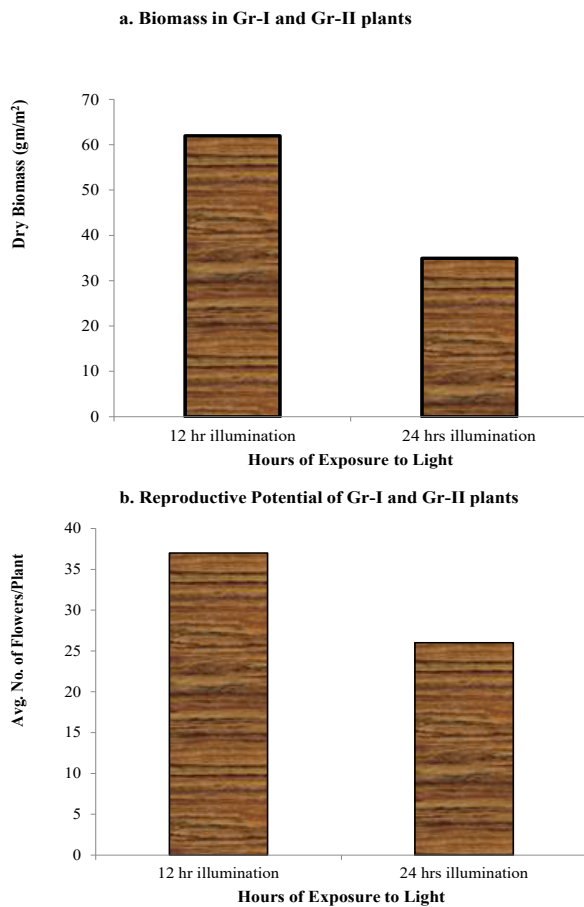 a. Biomass in Gr-I and Gr-II plants
Dry Biomass (gm/m²)
70
60
50
40
30
20
10
0
12 hr illumination 24 hrs illumination
Hours of Exposure to Light
b. Reproductive Potential of Gr-I and Gr-II plants
Avg. No. of Flowers/Plant
40
35
30
25
20
15
10
5
0
12 hr illumination 24 hrs illumination
Hours of Exposure to Light